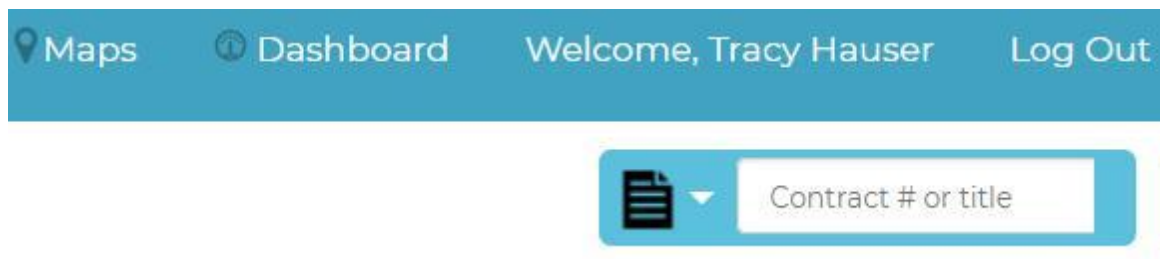 Maps Dashboard Welcome, Tracy Hauser Log Out
Contract # or title